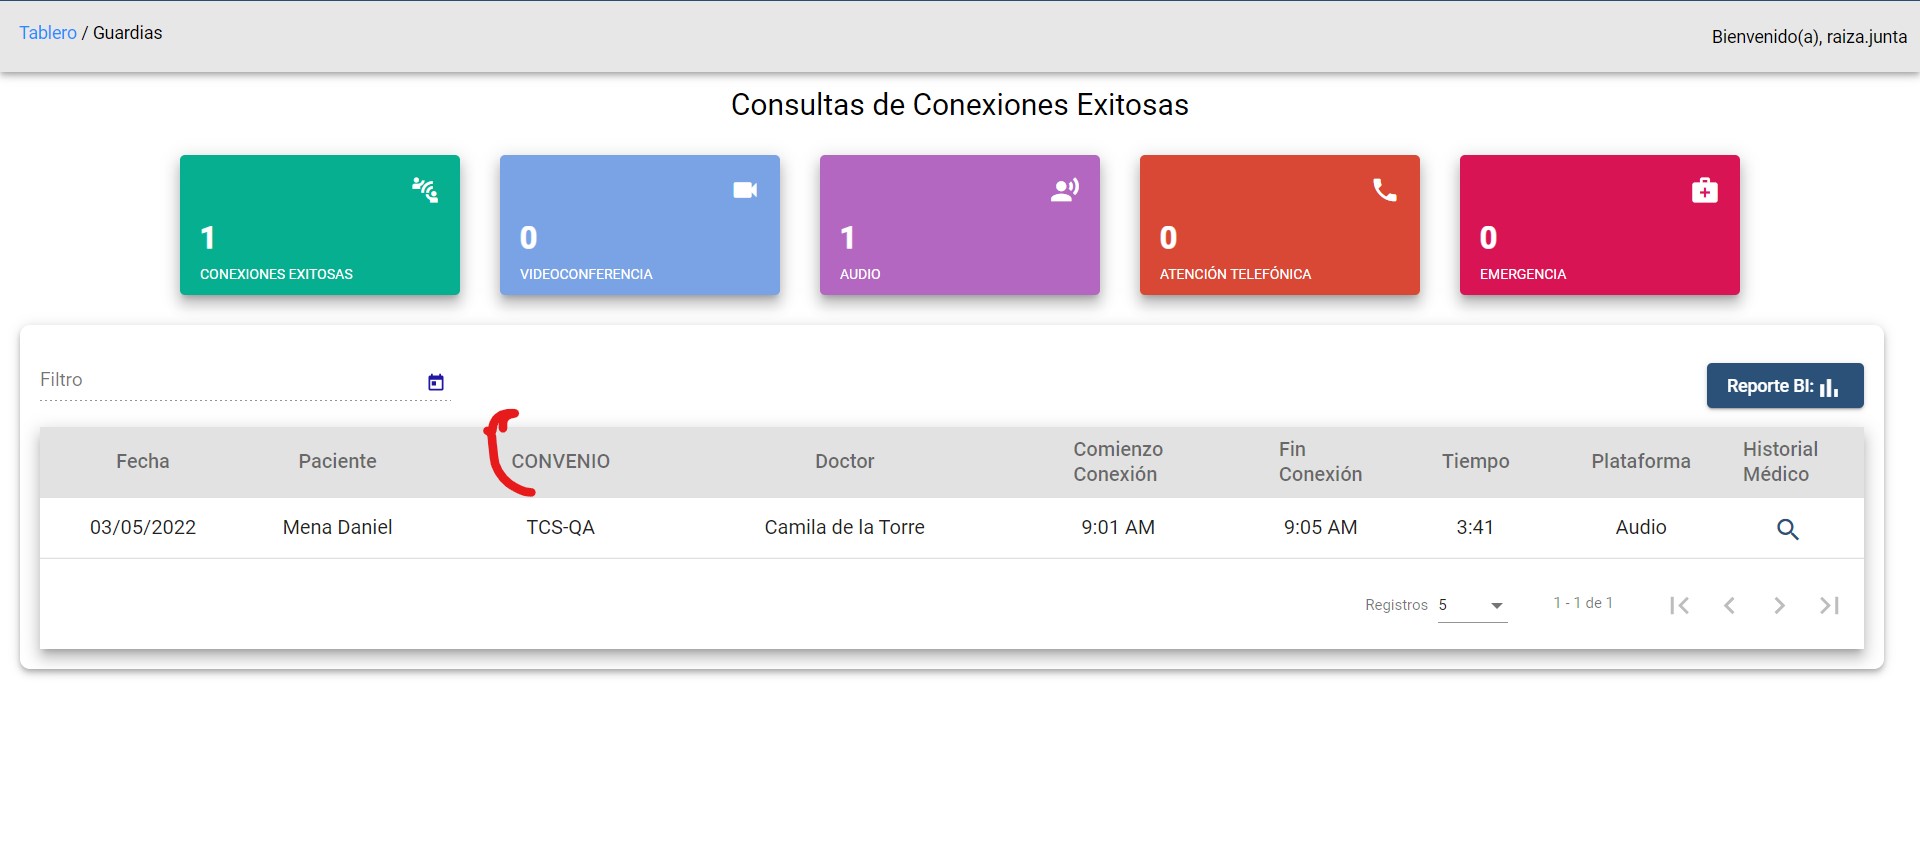 Tablero / Guardias
Bienvenido(a), raiza.junta
Consultas de Conexiones Exitosas
1
CONEXIONES EXITOSAS
0
VIDEOCONFERENCIA
1
AUDIO
0
ATENCIÓN TELEFÓNICA
0
EMERGENCIA
Filtro
Reporte BI:
Fecha Paciente CONVENIO Doctor Comienzo Conexión Fin Conexión Tiempo Plataforma Historial Médico
03/05/2022 Mena Daniel TCS-QA Camila de la Torre 9:01 AM 9:05 AM 3:41 Audio
Registros 5 1 - 1 de 1